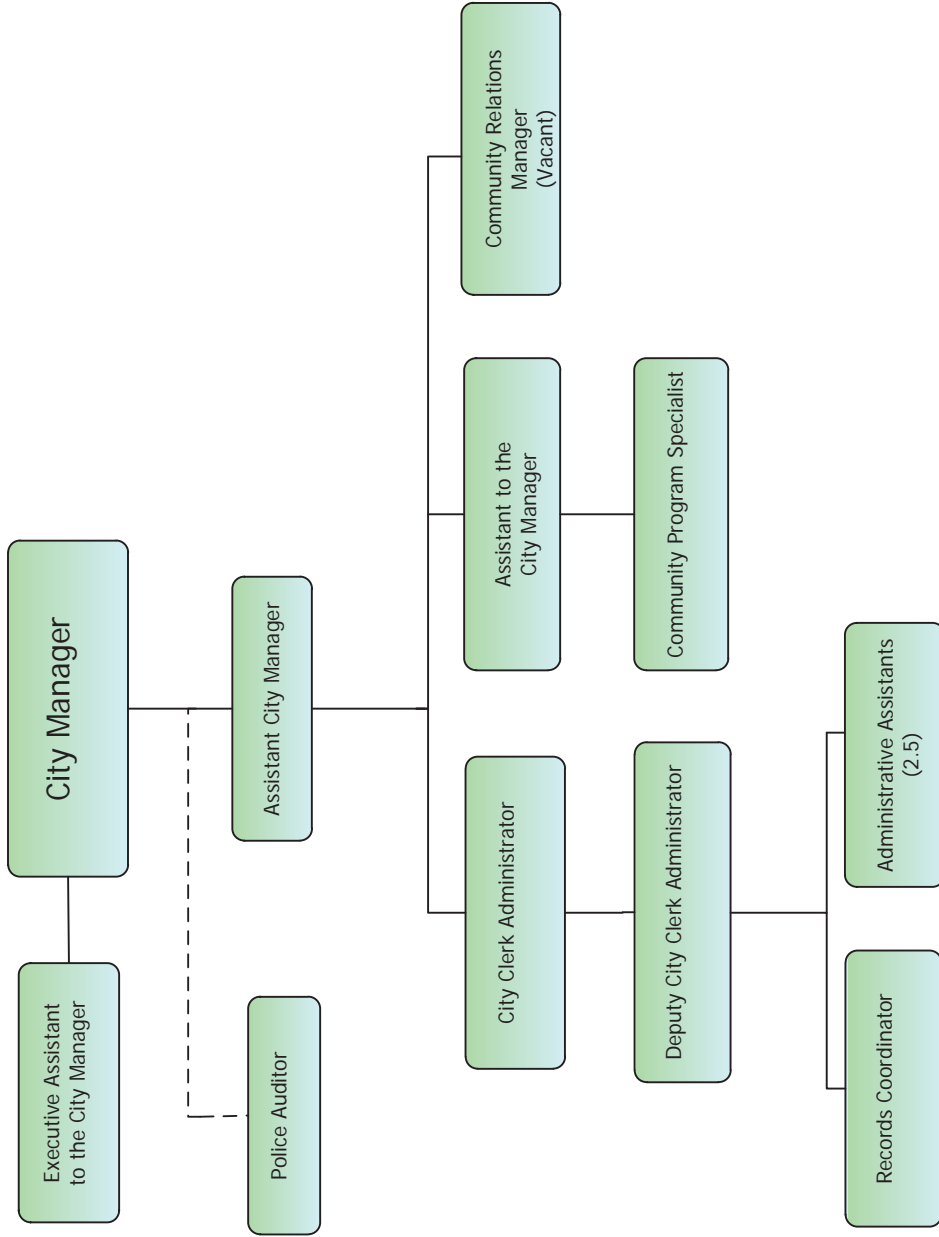 City Manager
Executive Assistant
to the City Manager
Police Auditor
Assistant City Manager
City Clerk Administrator
Assistant to the
City Manager
Community Relations
Manager
(Vacant)
Deputy City Clerk Administrator
Community Program Specialist
Records Coordinator
Administrative Assistants
(2.5)